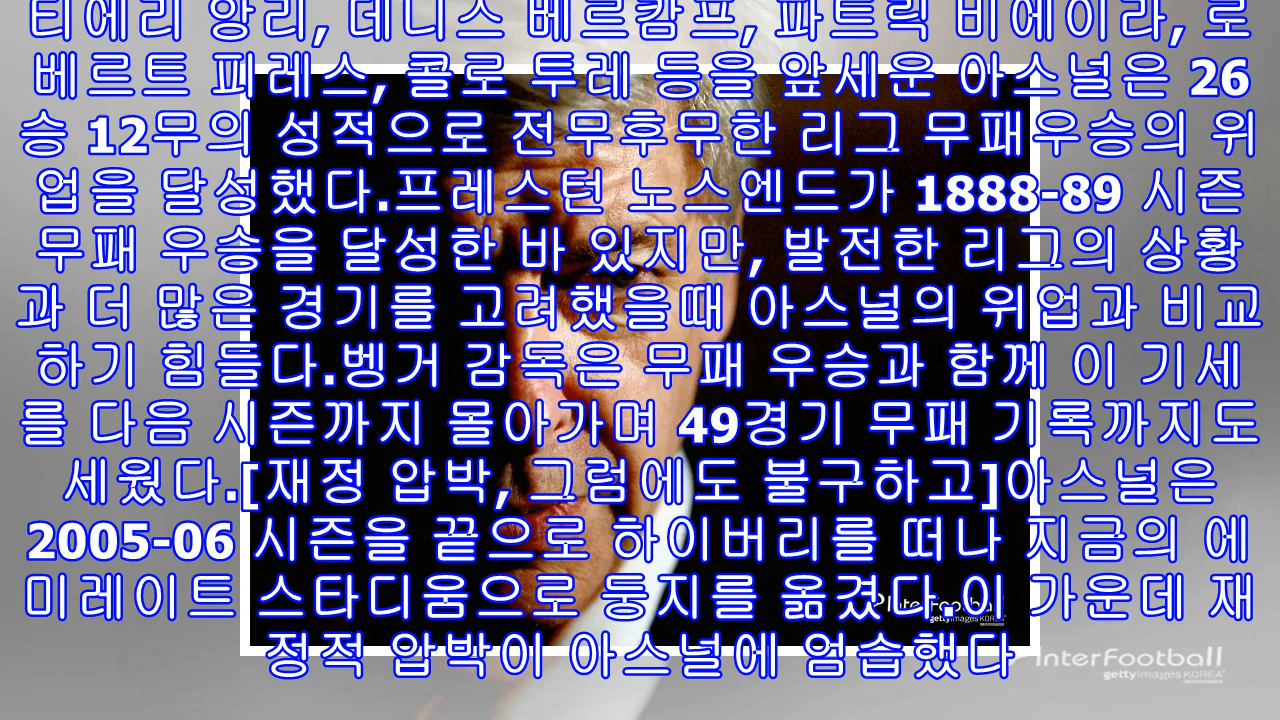 티에리 앙리, 데니스 베르캄프, 파트릭 비에이라, 로
베르트 피레스, 콜로 투레 등을 앞세운 아스널은 26
승 12무의 성적으로 전무후무한 리그 무패우승의 위
업을 달성했다.프레스턴 노스엔드가 1888-89 시즌
무패 우승을 달성한 바 있지만, 발전한 리그의 상황
과 더 많은 경기를 고려했을때 아스널의 위업과 비교
하기 힘들다.벵거 감독은 무패 우승과 함께 이 기세
를 다음 시즌까지 몰아가며 49경기 무패 기록까지도
세웠다.[재정 압박, 그럼에도 불구하고]아스널은
2005-06 시즌을 끝으로 하이버리를 떠나 지금의 에
미레이트 스타디움으로 둥지를 옮겼다.이 가운데 재
정적 압박이 아스널에 엄습했다
InterFootball
gettyimages KOREA
InterFootball
gettyimages KOREA